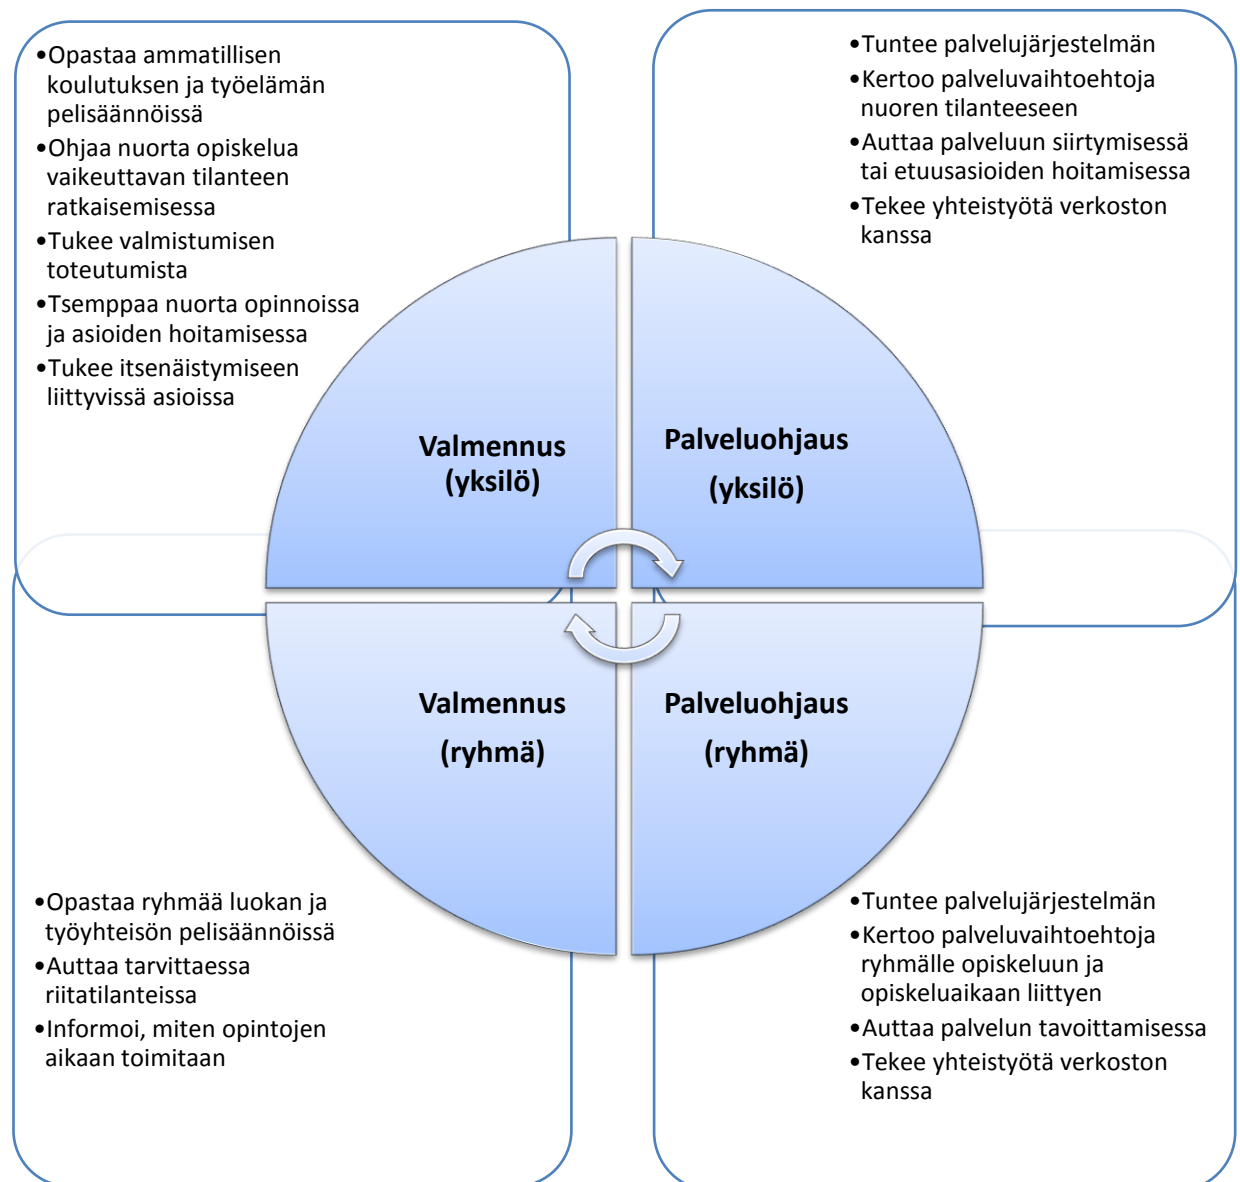 •Opastaa ammatillisen
koulutuksen ja työelämän
pelisäännöissä
•Ohjaa nuorta opiskelua
vaikeuttavan tilanteen
ratkaisemisessa
•Tukee valmistumisen
toteutumista
•Tsemppaa nuorta opinnoissa
ja asioiden hoitamisessa
•Tukee itsenäistymiseen
liittyvissä asioissa
•Tuntee palvelujärjestelmän
•Kertoo palveluvaihtoehtoja
nuoren tilanteeseen
•Auttaa palveluun siirtymisessä
tai etuusasioiden hoitamisessa
•Tekee yhteistyötä verkoston
kanssa
Valmennus
(yksilö)
Palveluohjaus
(yksilö)
Valmennus
(ryhmä)
Palveluohjaus
(ryhmä)
•Opastaa ryhmää luokan ja
työyhteisön pelisäännöissä
•Auttaa tarvittaessa
riitatilanteissa
•Informoi, miten opintojen
aikaan toimitaan
•Tuntee palvelujärjestelmän
•Kertoo palveluvaihtoehtoja
ryhmälle opiskeluun ja
opiskeluaikaan liittyen
•Auttaa palvelun tavoittamisessa
•Tekee yhteistyötä verkoston
kanssa